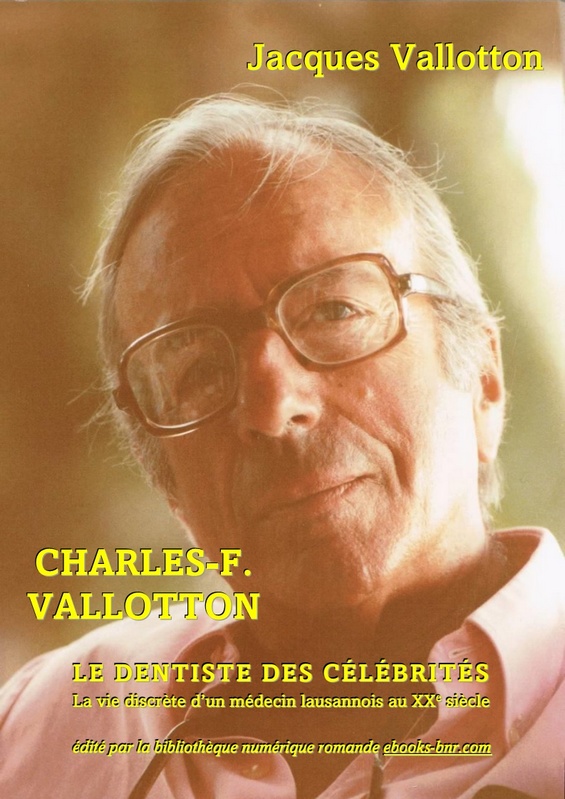 Jacques Vallotton
CHARLES-F.
VALLOTTON
LE DENTISTE DES CÉLÉBRITÉS
La vie discrète d'un médecin lausannois au XXᵉ siècle
édité par la bibliothèque numérique romande ebooks-bnr.com